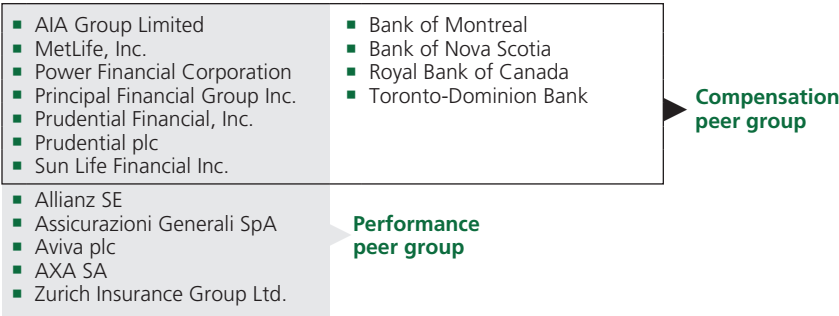 AIA Group Limited
MetLife, Inc.
Power Financial Corporation
Principal Financial Group Inc.
Prudential Financial, Inc.
Prudential plc
Sun Life Financial Inc.
Bank of Montreal
Bank of Nova Scotia
Royal Bank of Canada
Toronto-Dominion Bank
Compensation
peer group
Allianz SE
Assicurazioni Generali SpA
Aviva plc
AXA SA
Zurich Insurance Group Ltd.
Performance
peer group